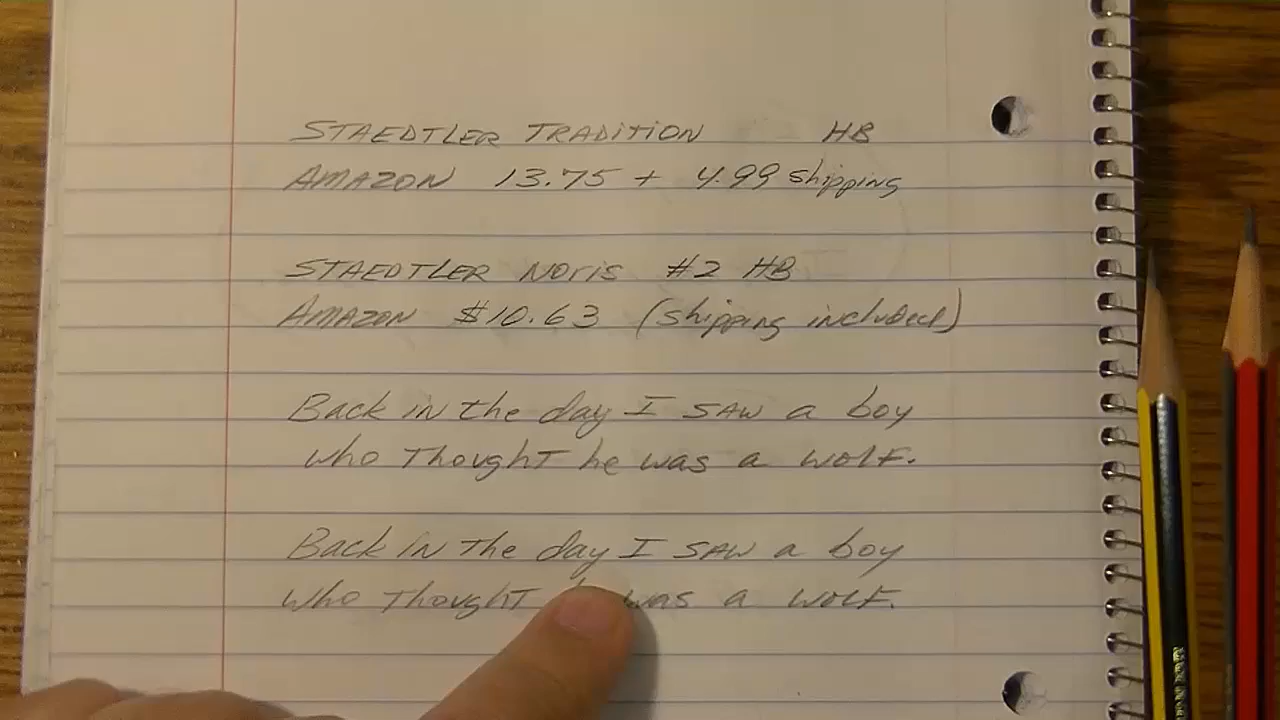 STAEDTLER TRADITION HB
AMAZON 13.75 + 4.99 shipping
STAEDTLER NORIS #2 HB
AMAZON $10.63 (shipping included)
Back in the day I SAW a boy
who Thought he was a WOLF.
Back in The day I SAW a boy
who Thought was a WOLF.